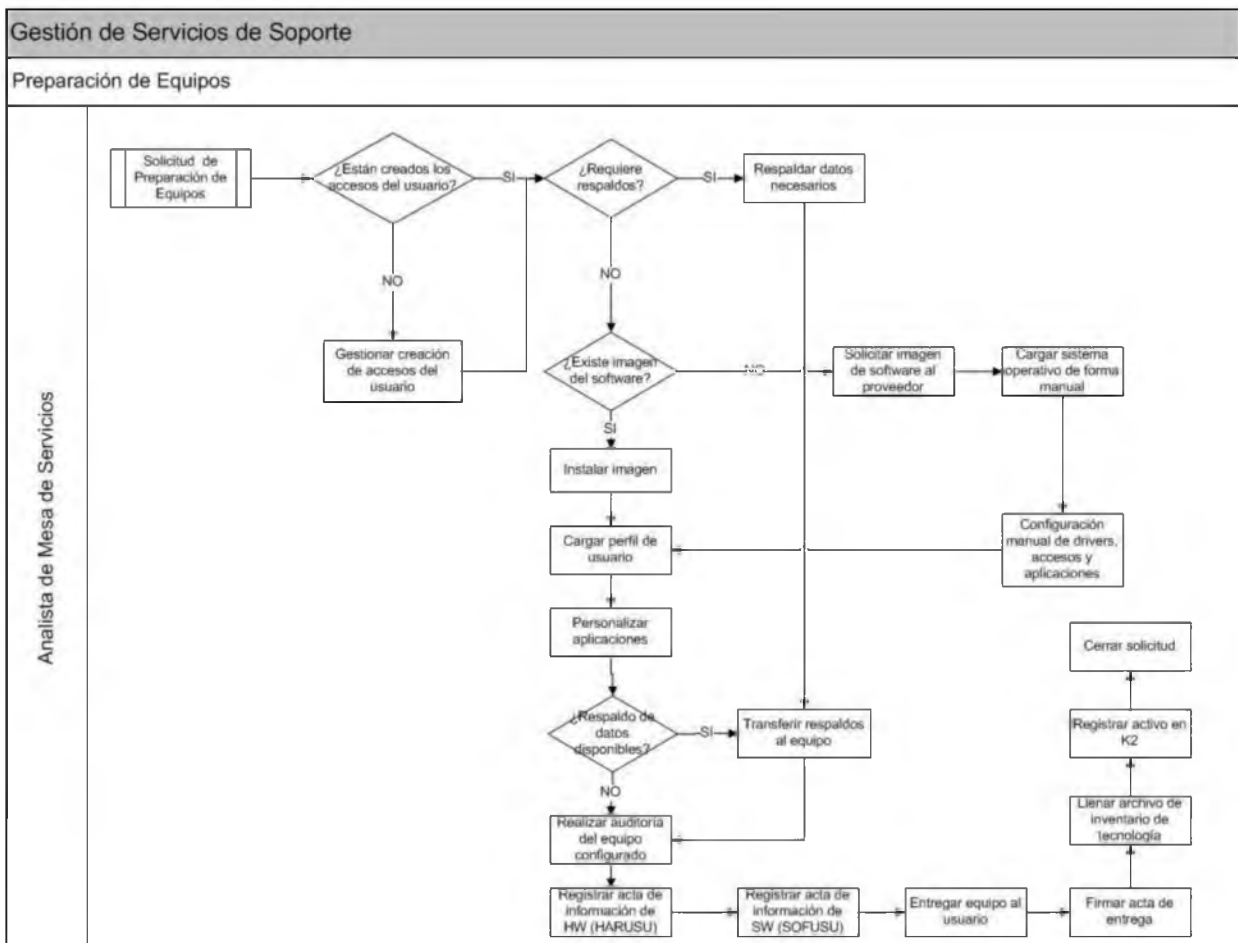 Gestión de Servicios de Soporte
Preparación de Equipos
Analista de Mesa de Servicios
Solicitud de
Preparación de
Equipos
¿Están creados los
accesos del usuario?
SI
¿Requiere
respaldos?
SI
Respaldar datos
necesarios
NO
NO
Gestionar creación
de accesos del
usuario
¿Existe imagen
del software?
NO
Solicitar imagen
de software al
proveedor
Cargar sistema
operativo de forma
manual
SI
Instalar imagen
Cargar perfil de
usuario
Configuración
manual de drivers,
accesos y
aplicaciones
Personalizar
aplicaciones
Cerrar solicitud
¿Respaldo de
datos
disponibles?
SI
Transferir respaldos
al equipo
Registrar activo en
K2
NO
Realizar auditoría
del equipo
configurado
Llenar archivo de
inventario de
tecnología
Registrar acta de
información de
HW (HARUSU)
Registrar acta de
información de
SW (SOFUSU)
Entregar equipo al
usuario
Firmar acta de
entrega